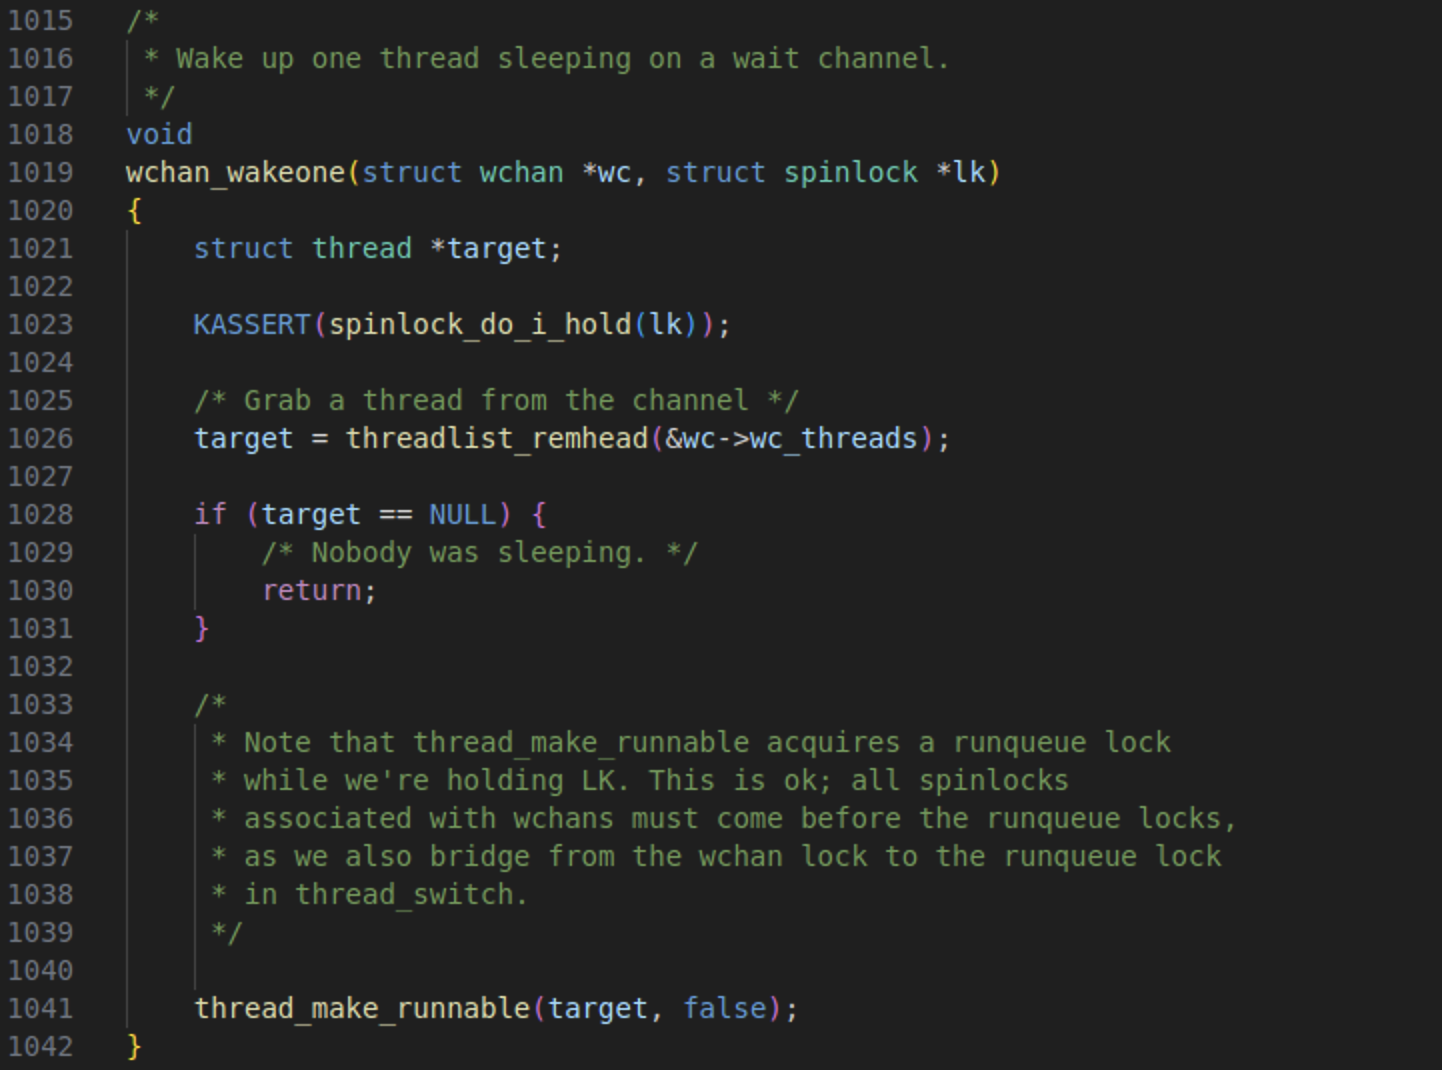 1015 /*
1016  * Wake up one thread sleeping on a wait channel.
1017  */
1018 void
1019 wchan_wakeone(struct wchan *wc, struct spinlock *lk)
1020 {
1021     struct thread *target;
1022
1023     KASSERT(spinlock_do_i_hold(lk));
1024
1025     /* Grab a thread from the channel */
1026     target = threadlist_remhead(&wc->wc_threads);
1027
1028     if (target == NULL) {
1029         /* Nobody was sleeping. */
1030         return;
1031     }
1032
1033     /*
1034      * Note that thread_make_runnable acquires a runqueue lock
1035      * while we're holding LK. This is ok; all spinlocks
1036      * associated with wchans must come before the runqueue locks,
1037      * as we also bridge from the wchan lock to the runqueue lock
1038      * in thread_switch.
1039      */
1040
1041     thread_make_runnable(target, false);
1042 }